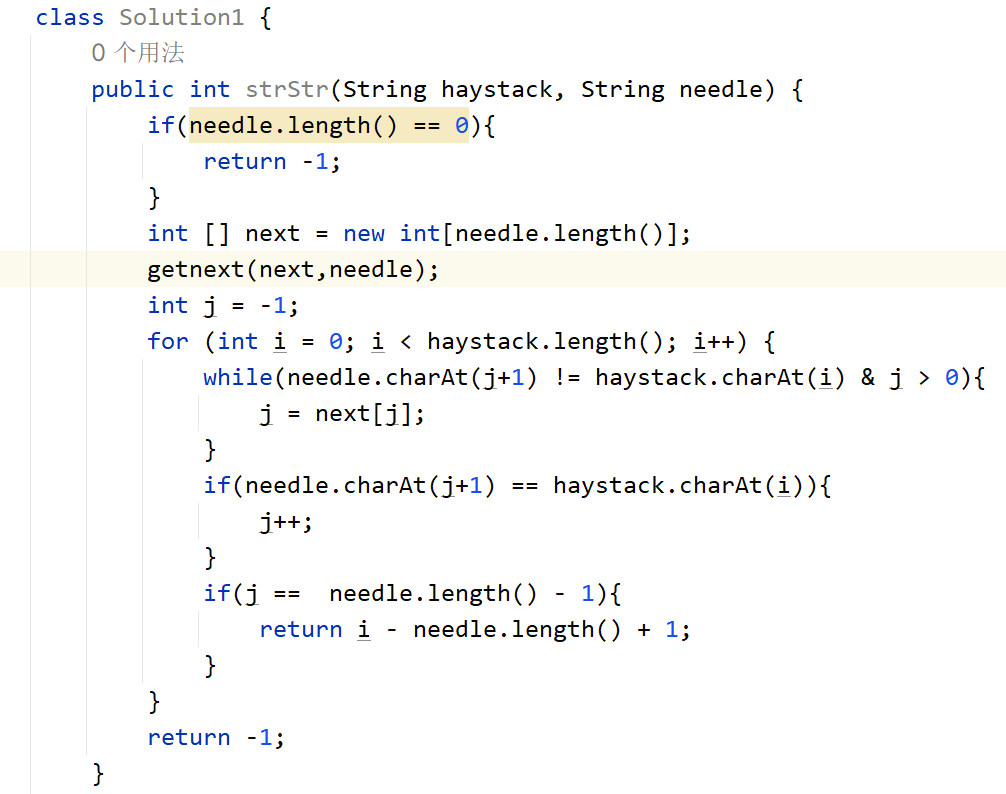 class Solution1 {
0 个用法
public int strStr(String haystack, String needle) {
if(needle.length() == 0){
return -1;
}
int [] next = new int[needle.length()];
getnext(next,needle);
int j = -1;
for (int i = 0; i < haystack.length(); i++) {
while(needle.charAt(j+1) != haystack.charAt(i) & j > 0){
j = next[j];
}
if(needle.charAt(j+1) == haystack.charAt(i)){
j++;
}
if(j ==  needle.length() - 1){
return i - needle.length() + 1;
}
}
return -1;
}